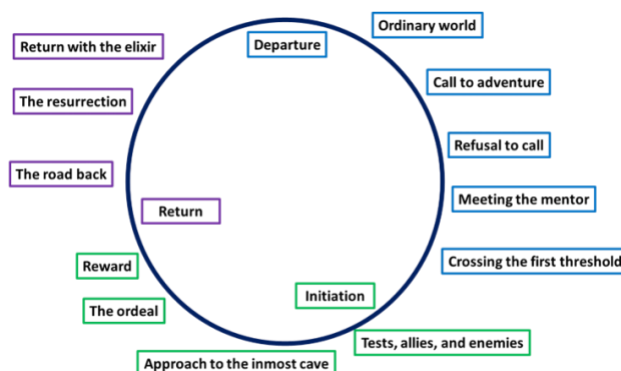 Departure
Ordinary world
Call to adventure
Refusal to call
Meeting the mentor
Crossing the first threshold
Initiation
Tests, allies, and enemies
Approach to the inmost cave
The ordeal
Reward
Return
The road back
The resurrection
Return with the elixir